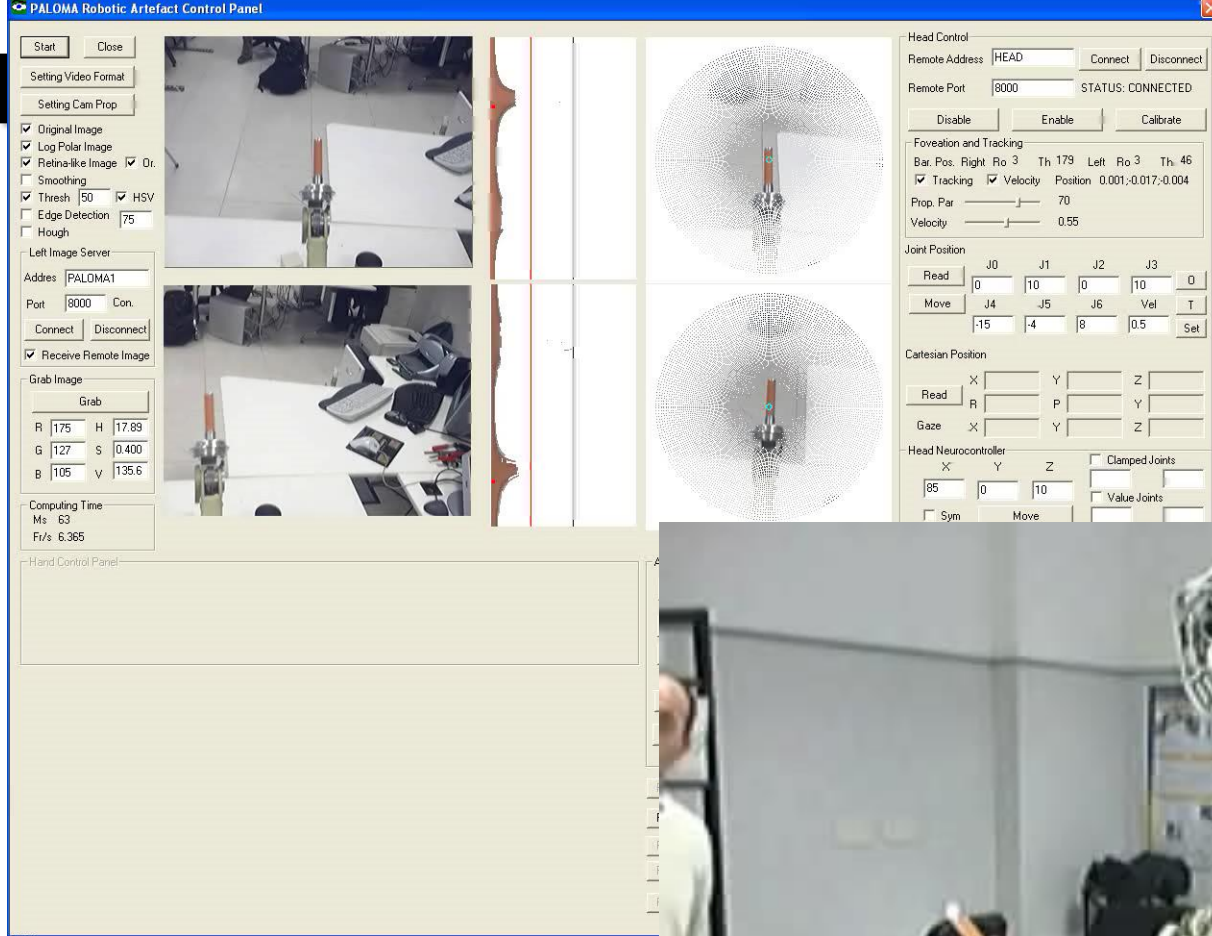 PALOMA Robotic Artefact Control Panel
Start Close
Setting Video Format
Setting Cam Prop
Original Image
Log Polar Image
Retina-like Image Or.
Smoothing
Thresh 50 HSV
Edge Detection 75
Hough
Left Image Server
Addres PALOMA1
Port 8000 Con.
Connect Disconnect
Receive Remote Image
Grab Image
Grab
R 175 H 17.89
G 127 S 0.400
B 105 V 135.6
Computing Time
Ms 63
Fr/s 6.365
Hand Control Panel
Head Control
Remote Address HEAD Connect Disconnect
Remote Port 8000 STATUS: CONNECTED
Disable Enable Calibrate
Foveation and Tracking
Bar. Pos. Right Ro 3 Th 179 Left Ro 3 Th. 46
Tracking Velocity Position 0.001;-0.017;-0.004
Prop. Par 70
Velocity 0.55
Joint Position
Read J0 J1 J2 J3
0 10 0 10 0
Move J4 J5 J6 Vel T
-15 -4 8 0.5 Set
Cartesian Position
X Y Z
Read R P Y
Gaze X Y Z
Head Neurocontroller
X Y Z Clamped Joints
85 0 10
Value Joints
Sym Move